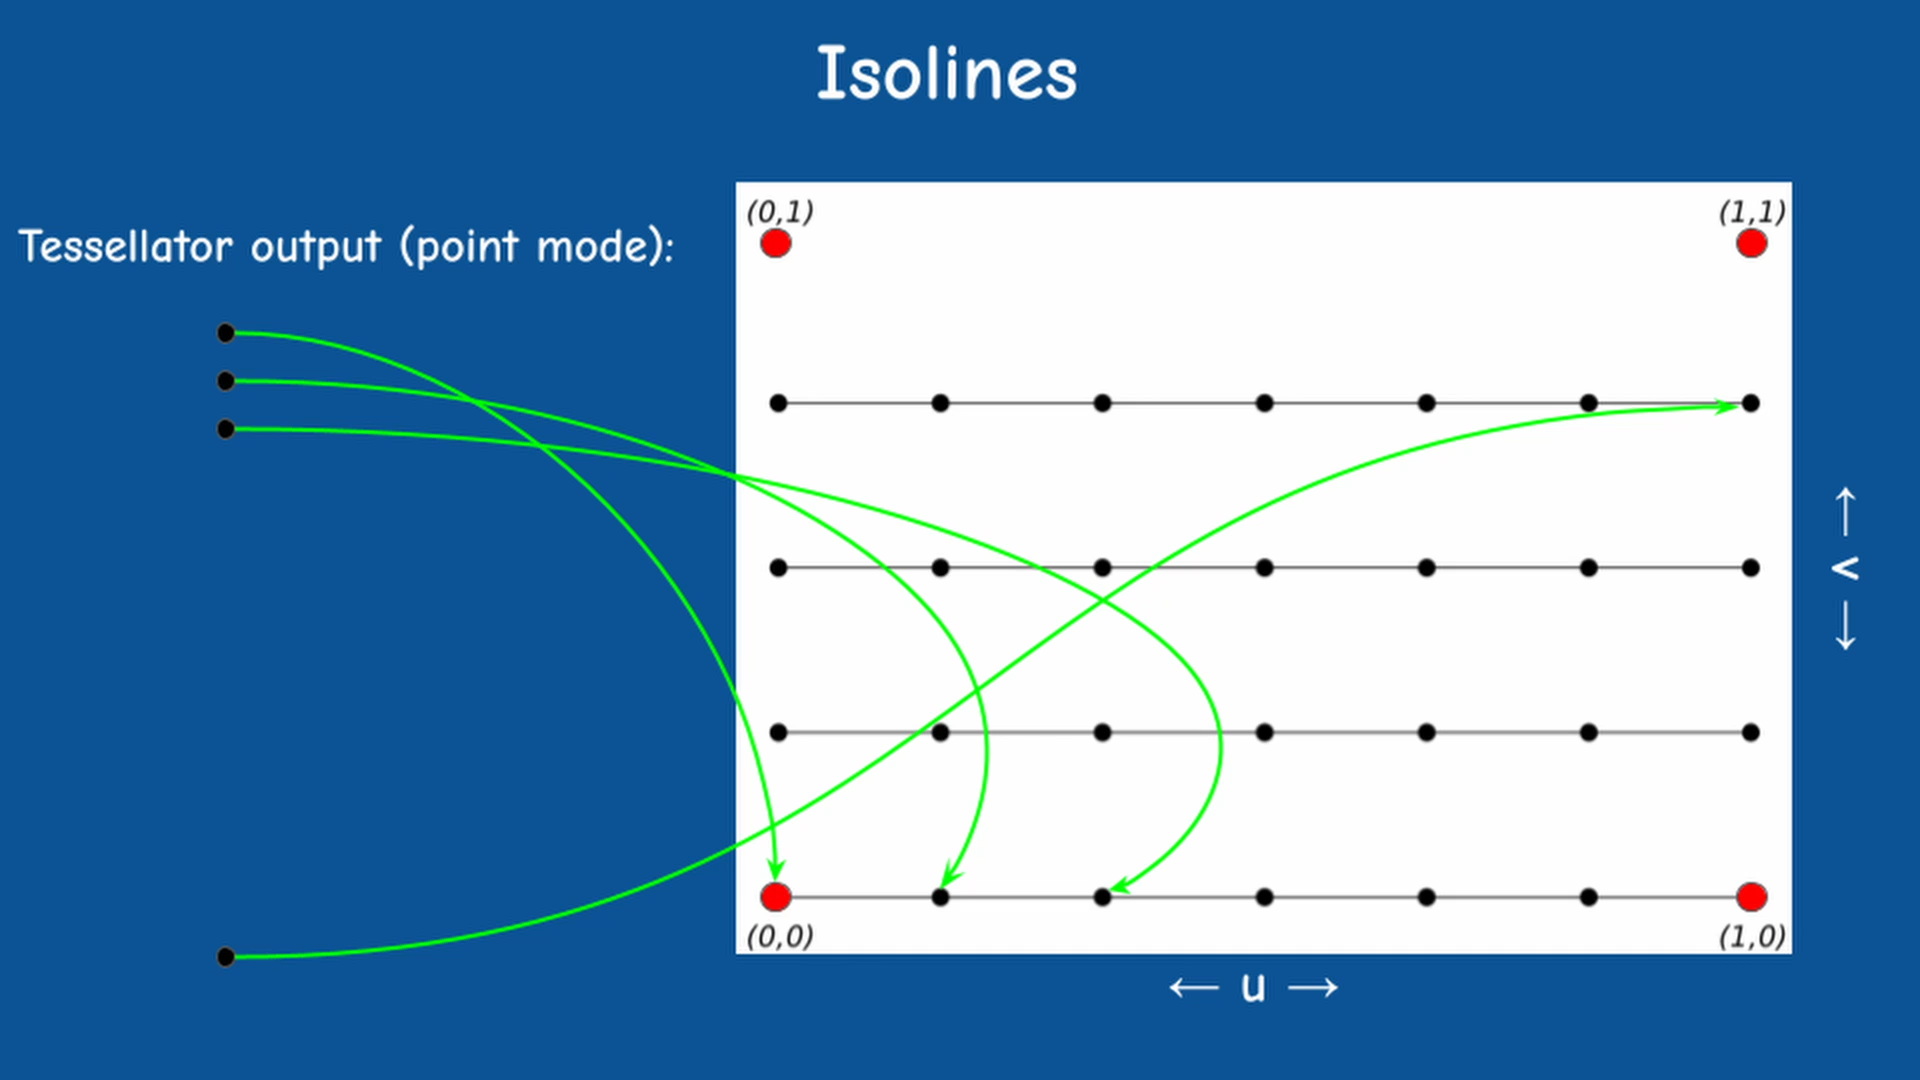 Isolines
Tessellator output (point mode):
(0,1)
(1,1)
← v →
(0,0)
(1,0)
← u →